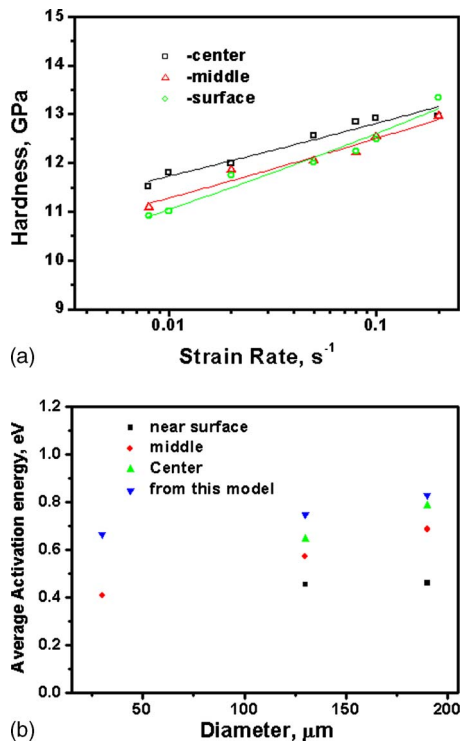 15
14
13
12
11
10
9
Hardness, GPa
-center
-middle
-surface
0.01
0.1
(a)
Strain Rate, s⁻¹
1.2
1.0
0.8
0.6
0.4
0.2
0.0
Average Activation energy, eV
near surface
middle
Center
from this model
50
100
150
200
(b)
Diameter, μm